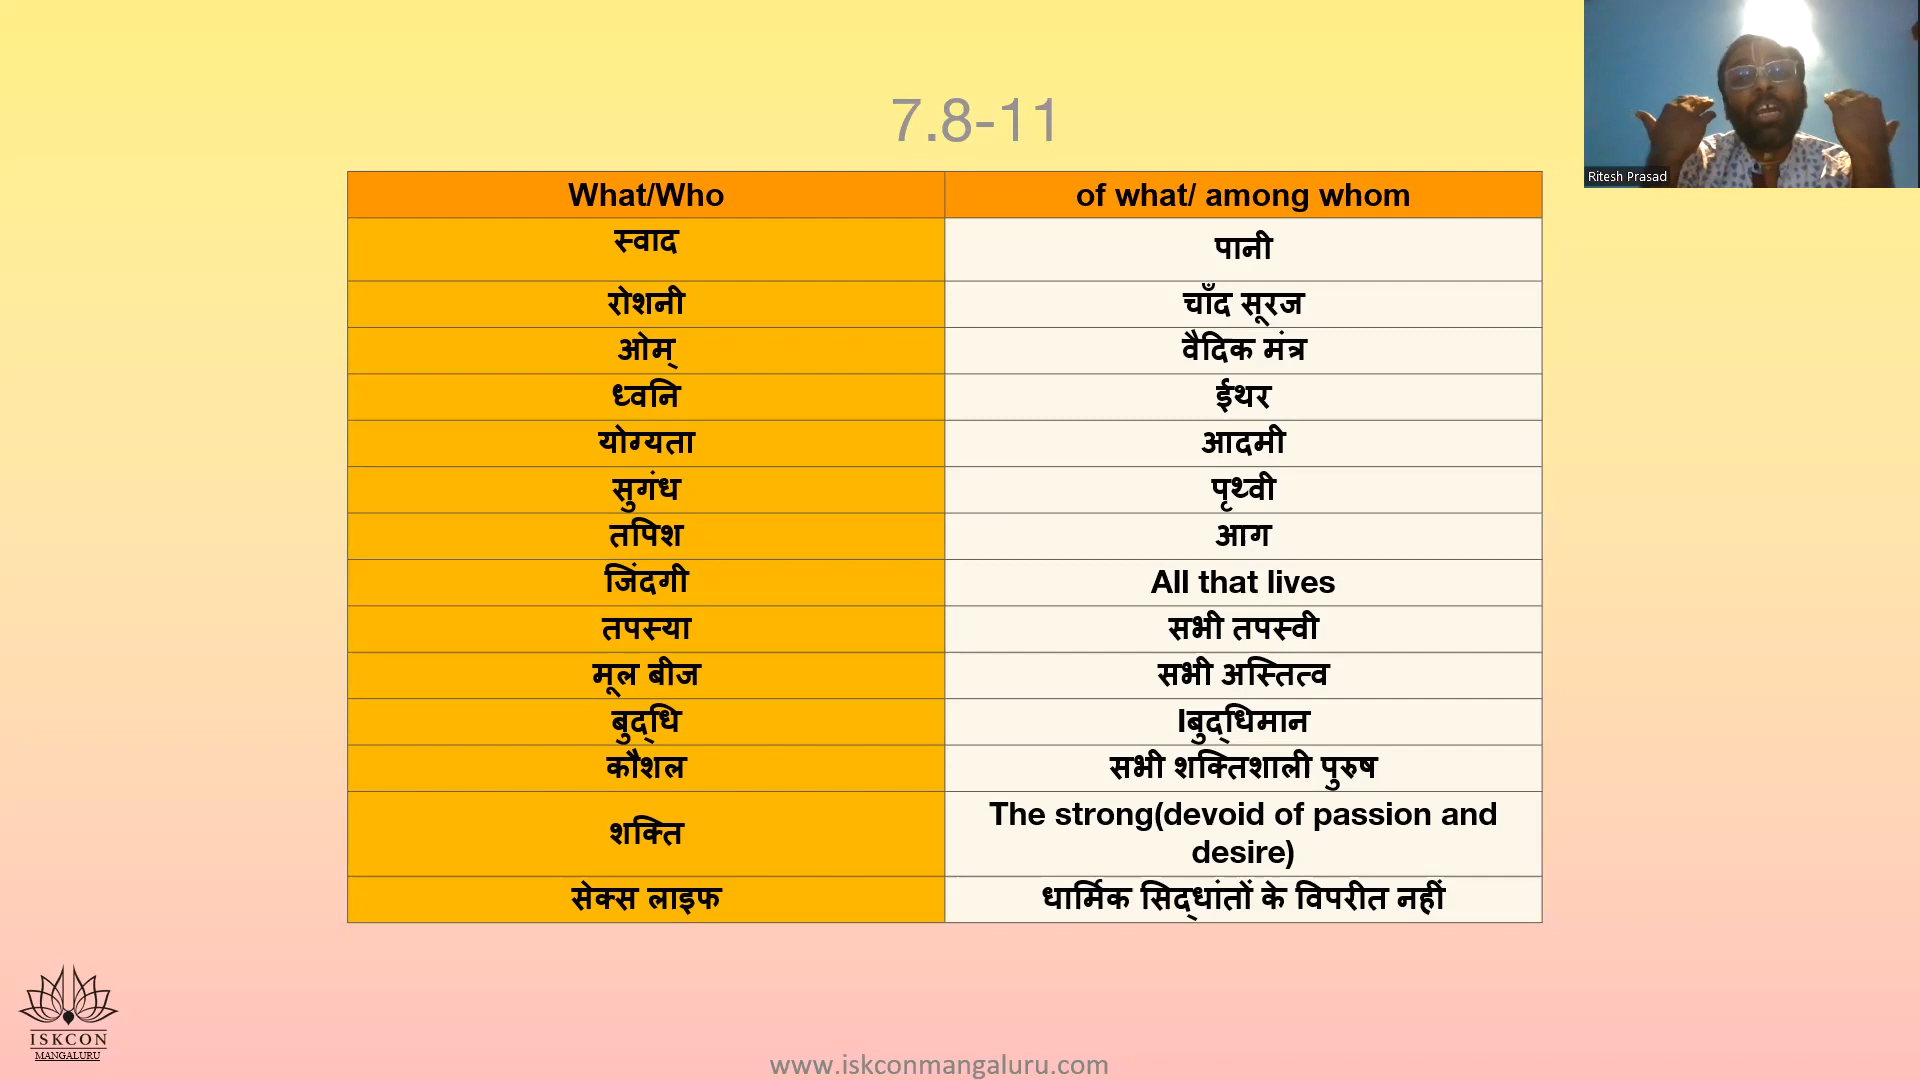 7.8-11
Ritesh Prasad
What/Who of what/ among whom
स्वाद पानी
रोशनी चाँद सूरज
ओम् वैदिक मंत्र
ध्वनि ईथर
योग्यता आदमी
सुगंध पृथ्वी
तपिश आग
जिंदगी All that lives
तपस्या सभी तपस्वी
मूल बीज सभी अस्तित्व
बुद्धि Iबुद्धिमान
कौशल सभी शक्तिशाली पुरुष
शक्ति The strong(devoid of passion and
desire)
सेक्स लाइफ धार्मिक सिद्धांतों के विपरीत नहीं
ISKCON
MANGALURU
www.iskconmangaluru.com